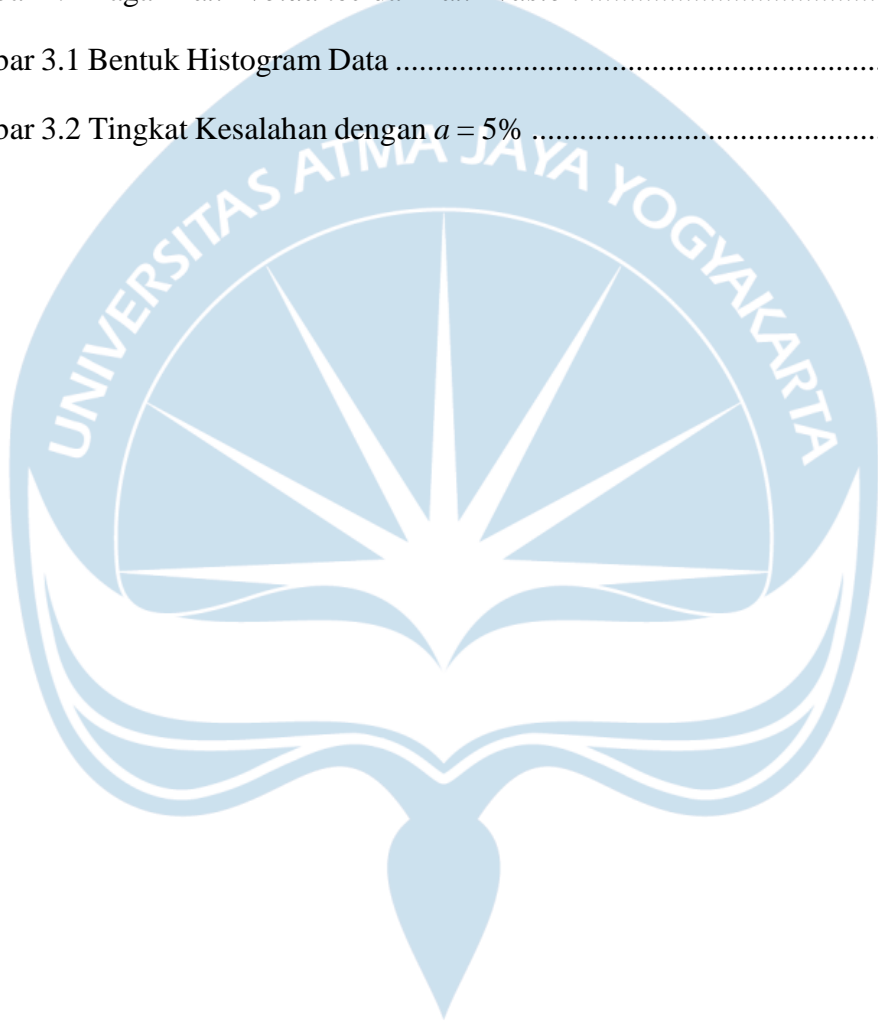 bar 3.1 Bentuk Histogram Data ............................................................
bar 3.2 Tingkat Kesalahan dengan a = 5% ...........................................
UNIVERSITAS ATMA JAYA YOGYAKARTA